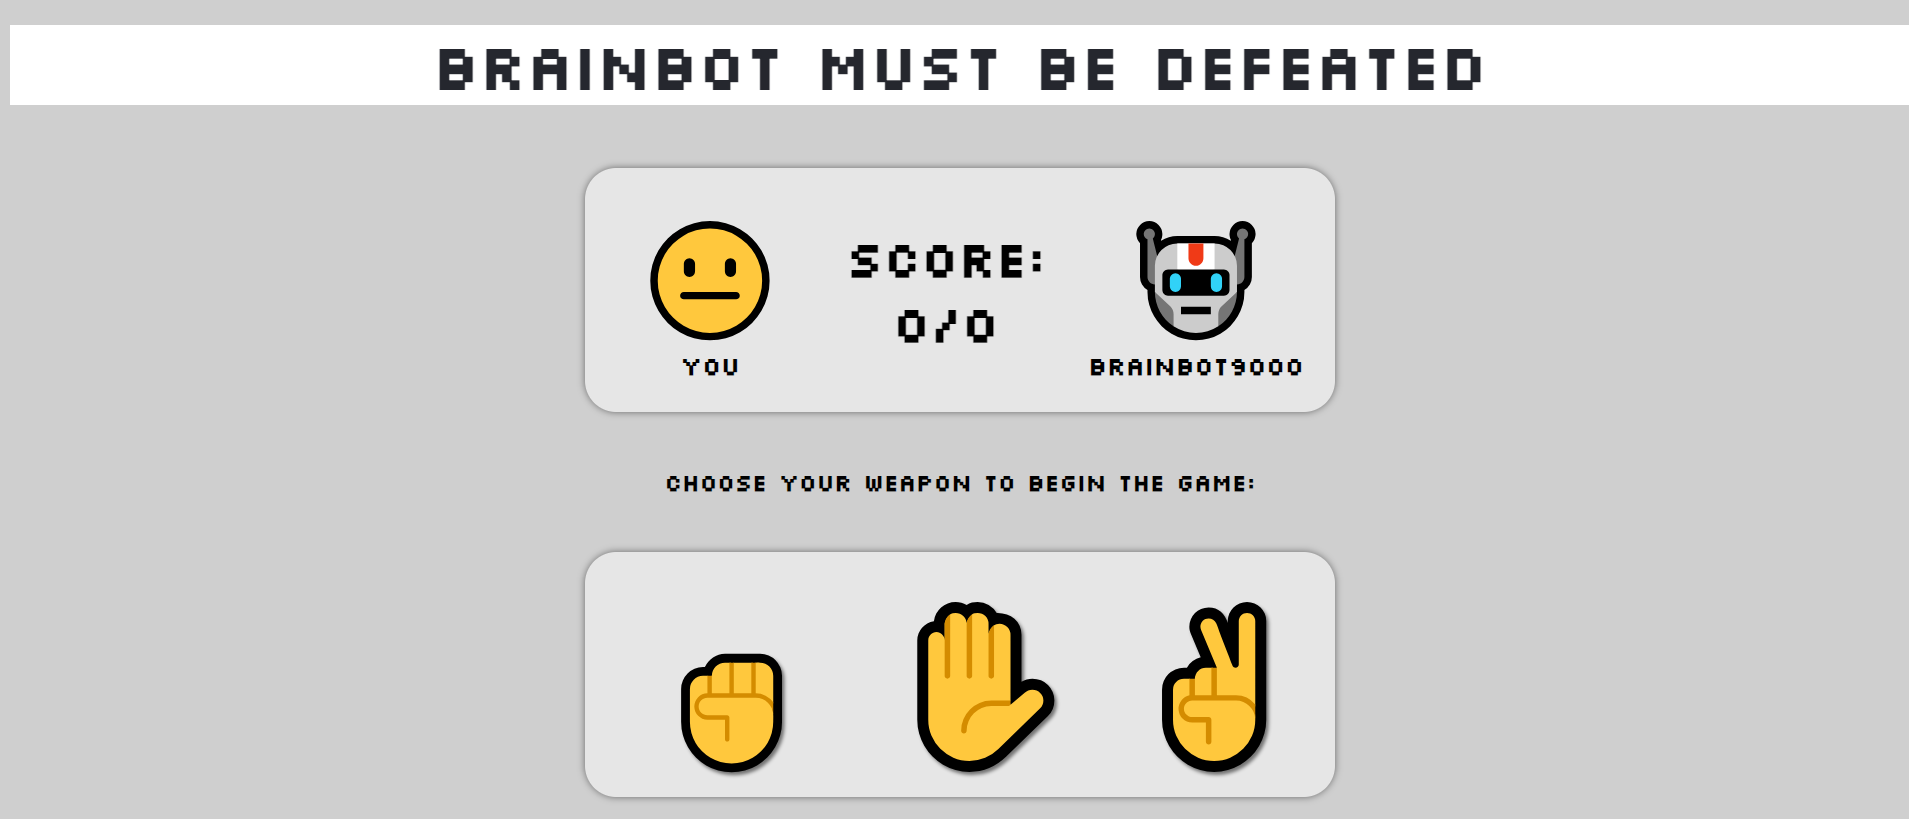 BRAINBOT MUST BE DEFEATED
SCORE:
0/0
YOU
BRAINBOT9000
CHOOSE YOUR WEAPON TO BEGIN THE GAME: